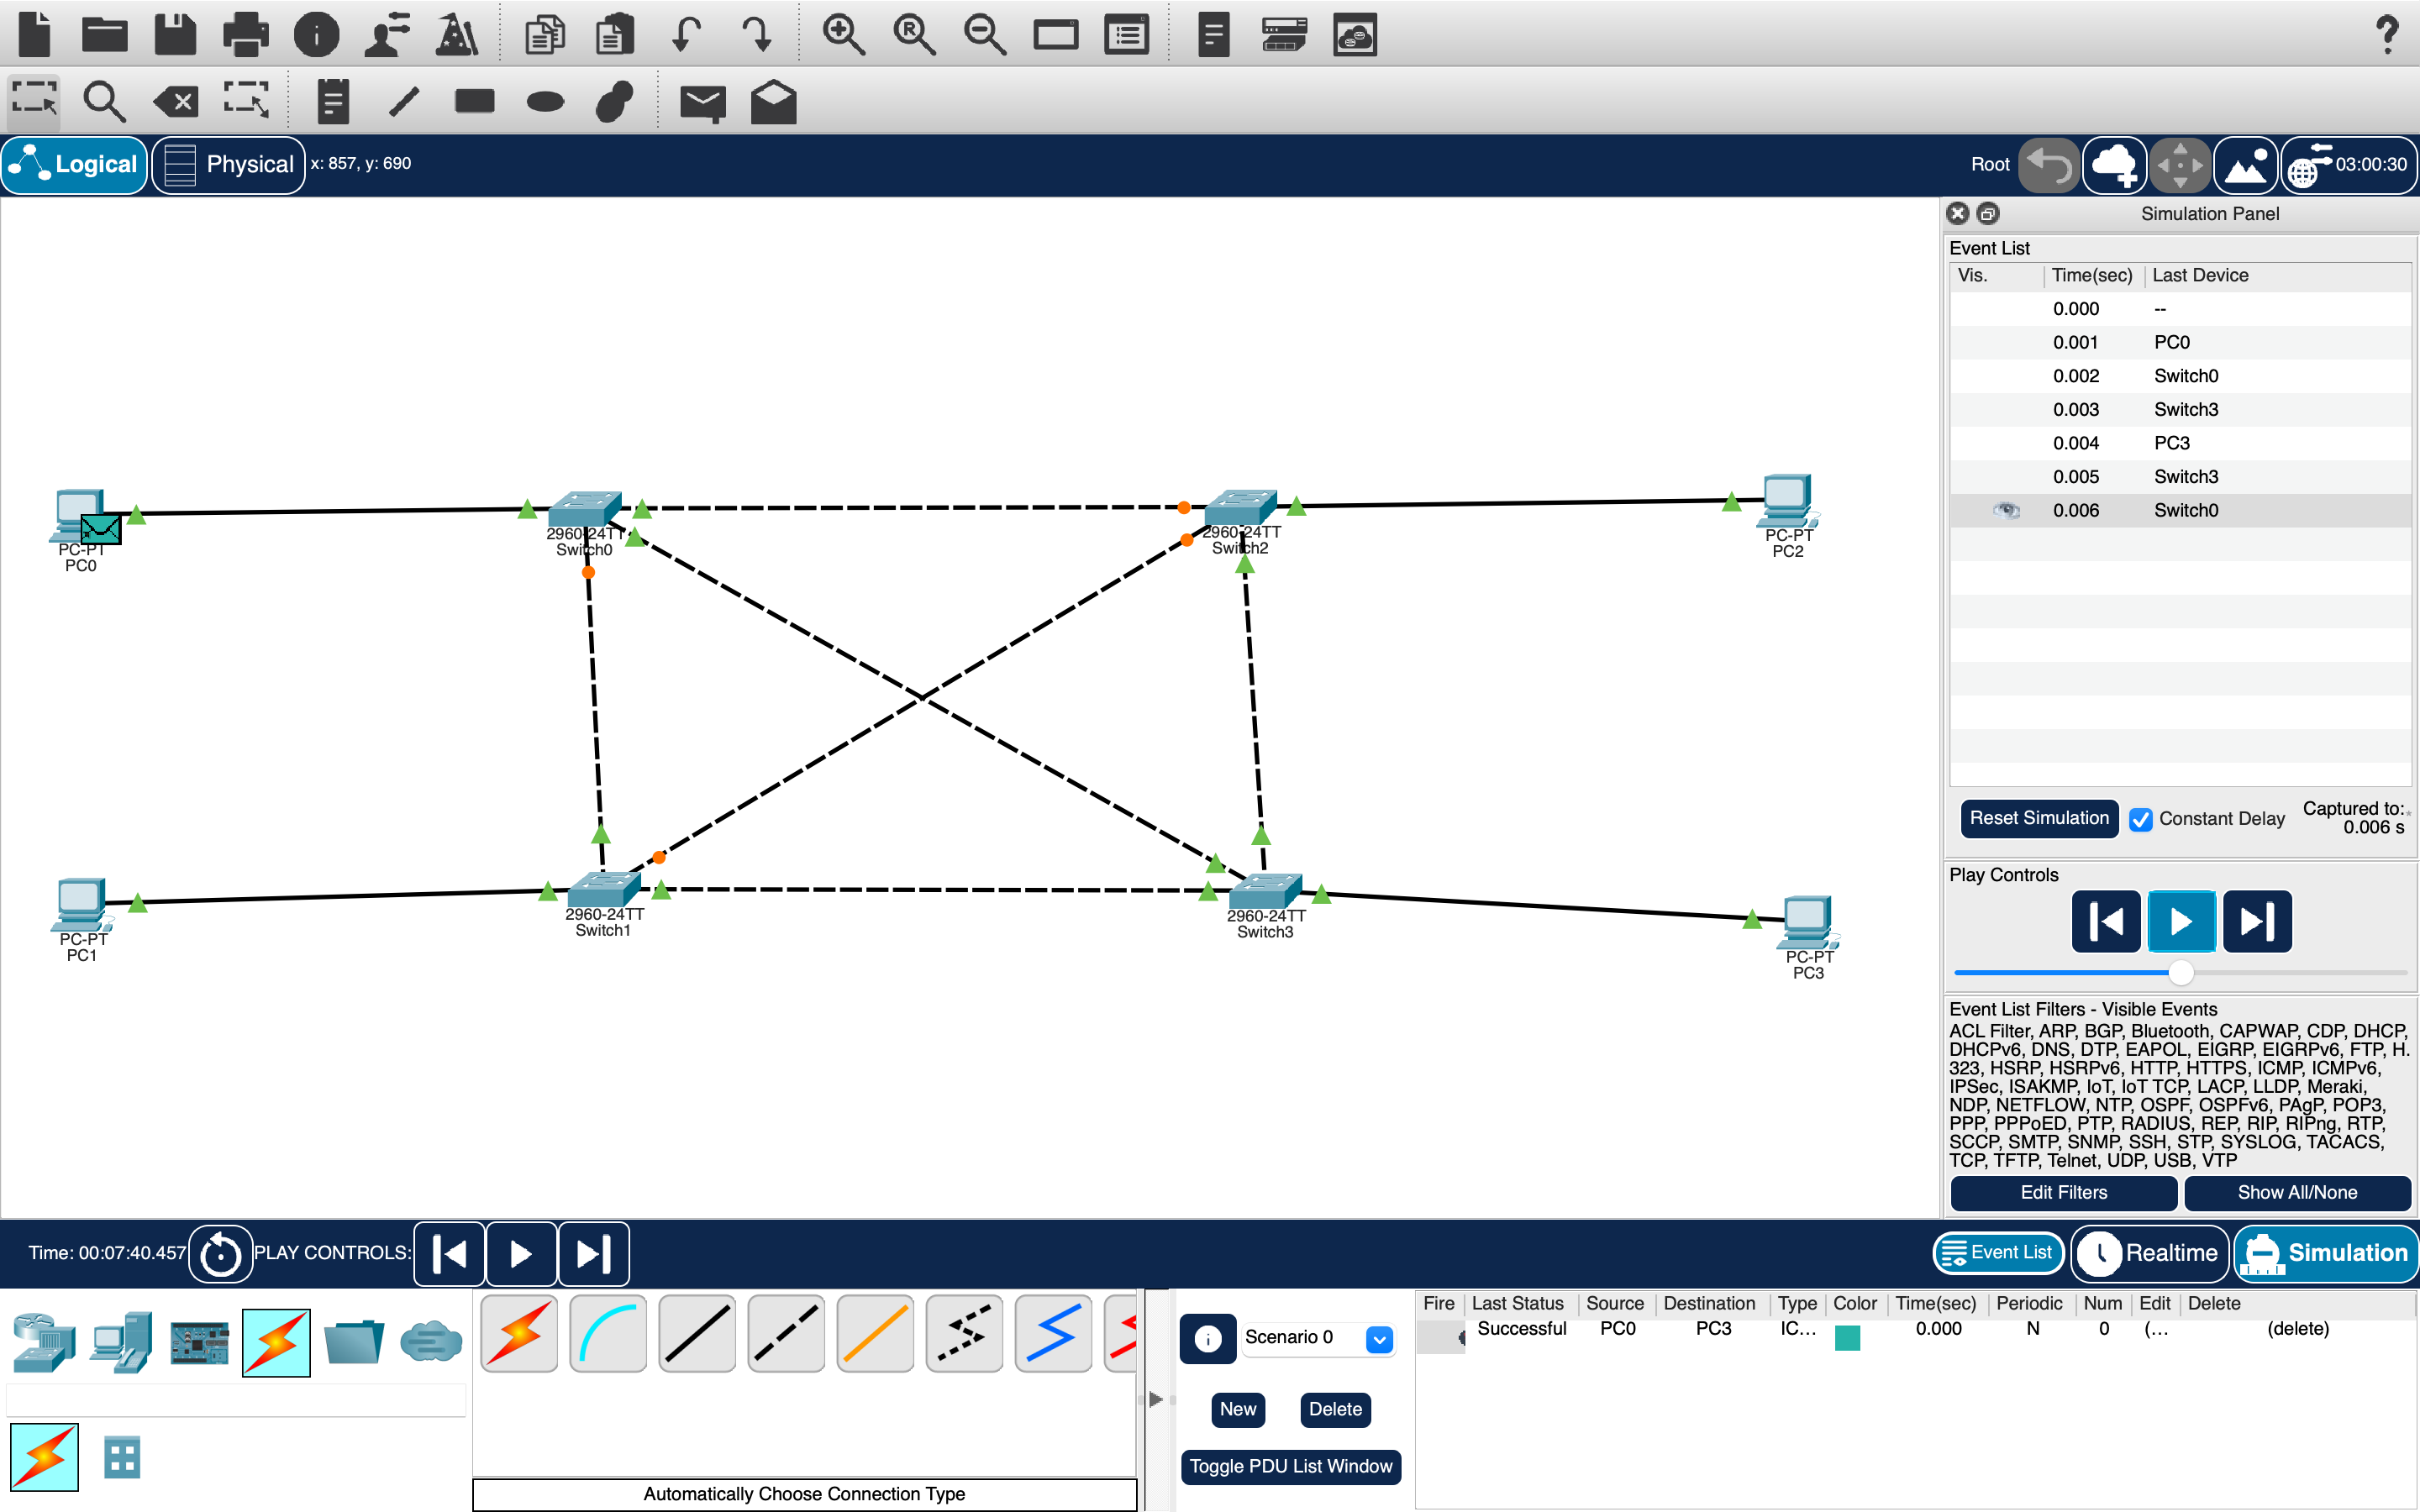 Logical
Physical
x: 857, y: 690
Root
03:00:30
Simulation Panel
Event List
Vis.
Time(sec)
Last Device
0.000
--
0.001
PC0
0.002
Switch0
0.003
Switch3
0.004
PC3
0.005
Switch3
0.006
Switch0
PC-PT
PC0
2960-24TT
Switch0
2960-24TT
Switch2
PC-PT
PC2
PC-PT
PC1
2960-24TT
Switch1
2960-24TT
Switch3
PC-PT
PC3
Reset Simulation
Constant Delay
Captured to:
0.006 s
Play Controls
Event List Filters - Visible Events
ACL Filter, ARP, BGP, Bluetooth, CAPWAP, CDP, DHCP,
DHCPv6, DNS, DTP, EAPOL, EIGRP, EIGRPv6, FTP, H.
323, HSRP, HSRPv6, HTTP, HTTPS, ICMP, ICMPv6,
IPSec, ISAKMP, IoT, IoT TCP, LACP, LLDP, Meraki,
NDP, NETFLOW, NTP, OSPF, OSPFv6, PAgP, POP3,
PPP, PPPoED, PTP, RADIUS, REP, RIP, RIPng, RTP,
SCCP, SMTP, SNMP, SSH, STP, SYSLOG, TACACS,
TCP, TFTP, Telnet, UDP, USB, VTP
Edit Filters
Show All/None
Time: 00:07:40.457
PLAY CONTROLS:
Event List
Realtime
Simulation
Scenario 0
New
Delete
Toggle PDU List Window
Automatically Choose Connection Type
Fire
Last Status
Source
Destination
Type
Color
Time(sec)
Periodic
Num
Edit
Delete
Successful
PC0
PC3
IC...
0.000
N
0
(...
(delete)